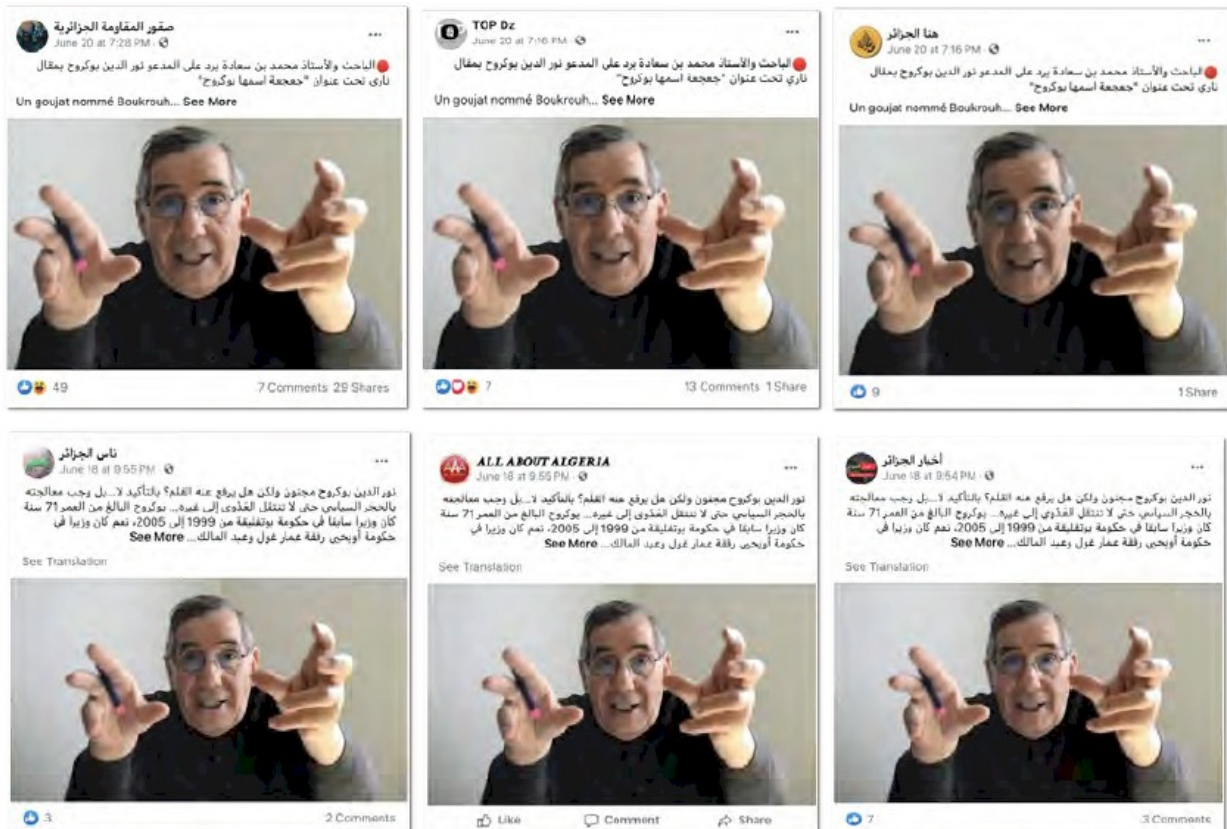 صقور المقاومة الجزائرية
June 20 at 7:28 PM ·
🔴الباحث والأستاذ محمد بن سعادة يرد على المدعو نور الدين بوكروح بمقال
ناري تحت عنوان "جعجعة اسمها بوكروح"
Un goujat nommé Boukrouh... See More
49
7 Comments 29 Shares
TOP Dz
June 20 at 7:16 PM ·
🔴الباحث والأستاذ محمد بن سعادة يرد على المدعو نور الدين بوكروح بمقال
ناري تحت عنوان "جعجعة اسمها بوكروح"
Un goujat nommé Boukrouh... See More
7
13 Comments 1 Share
هنا الجزائر
June 20 at 7:16 PM ·
🔴الباحث والأستاذ محمد بن سعادة يرد على المدعو نور الدين بوكروح بمقال
ناري تحت عنوان "جعجعة اسمها بوكروح"
Un goujat nommé Boukrouh... See More
9
1 Share
ناس الجزائر
June 18 at 9:55 PM ·
نور الدين بوكروح مجنون ولكن هل يرفع عنه القلم؟ بالتأكيد لا...بل وجب معالجته
بالحجر السياسي حتى لا تنتقل العَدْوى إلى غيره... بوكروح البالغ من العمر 71 سنة
كان وزيرا سابقا في حكومة بوتفليقة من 1999 إلى 2005، نعم كان وزيرا في
حكومة أويحيى رفقة عمار غول وعبد المالك... See More
See Translation
3
2 Comments
ALL ABOUT ALGERIA
June 18 at 9:55 PM ·
نور الدين بوكروح مجنون ولكن هل يرفع عنه القلم؟ بالتأكيد لا...بل وجب معالجته
بالحجر السياسي حتى لا تنتقل العَدْوى إلى غيره... بوكروح البالغ من العمر 71 سنة
كان وزيرا سابقا في حكومة بوتفليقة من 1999 إلى 2005، نعم كان وزيرا في
حكومة أويحيى رفقة عمار غول وعبد المالك... See More
See Translation
Like Comment Share
أخبار الجزائر
June 18 at 9:54 PM ·
نور الدين بوكروح مجنون ولكن هل يرفع عنه القلم؟ بالتأكيد لا...بل وجب معالجته
بالحجر السياسي حتى لا تنتقل العَدْوى إلى غيره... بوكروح البالغ من العمر 71 سنة
كان وزيرا سابقا في حكومة بوتفليقة من 1999 إلى 2005، نعم كان وزيرا في
حكومة أويحيى رفقة عمار غول وعبد المالك... See More
See Translation
7
3 Comments